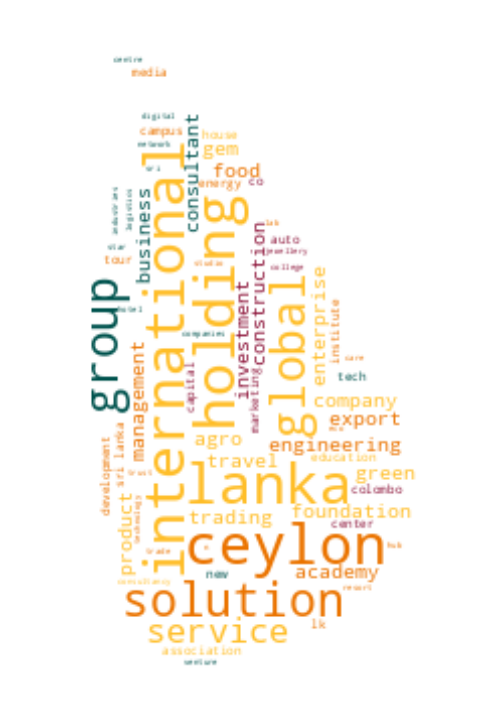 centre
media
digital
campus
network
house
gem
consultant
sri
food
energy
co
international
holding
business
industries
logistics
lab
auto
jewellery
star
tour
studio
college
construction
global
enterprise
group
hotel
investment
companies
institute
care
tech
capital
marketing
management
company
export
agro
engineering
development
sri lanka
travel
education
trust
lanka
green
colombo
product
technology
trading
foundation
center
ceylon
trade
hub
new
academy
consultancy
solution
resort
service
lk
association
venture